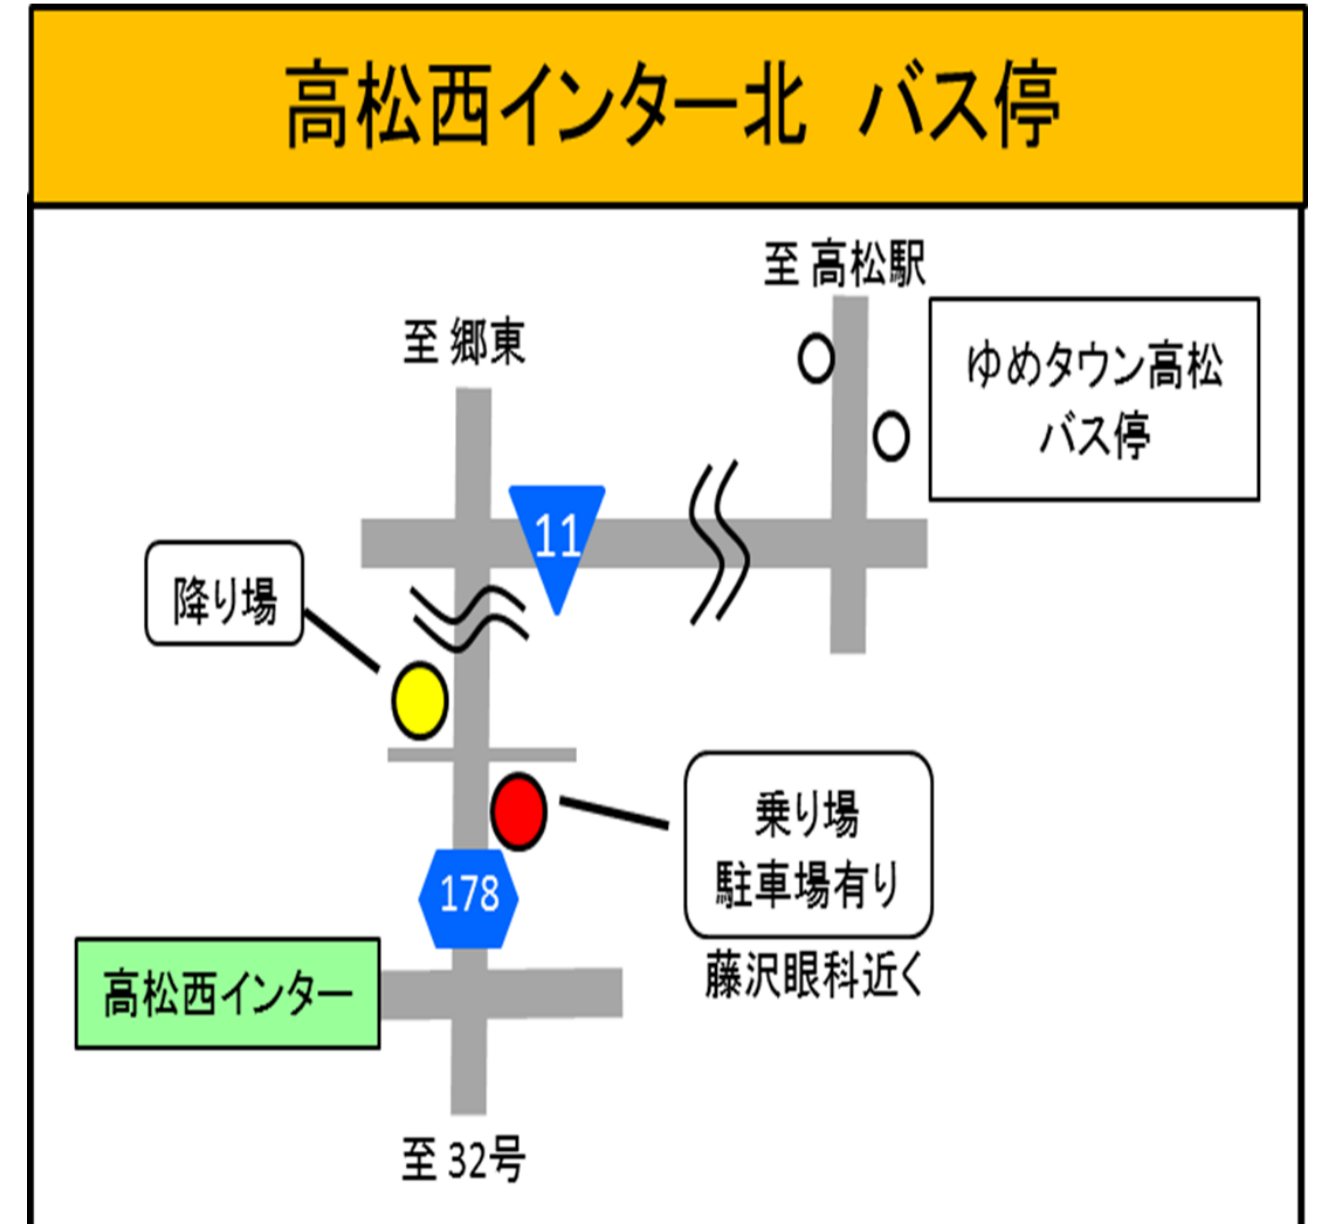 高松西インター北　バス停
至 高松駅
至 郷東
ゆめタウン高松
バス停
11
降り場
乗り場
駐車場有り
178
藤沢眼科近く
高松西インター
至 32号